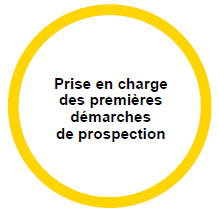 Prise en charge
des premières
démarches
de prospection